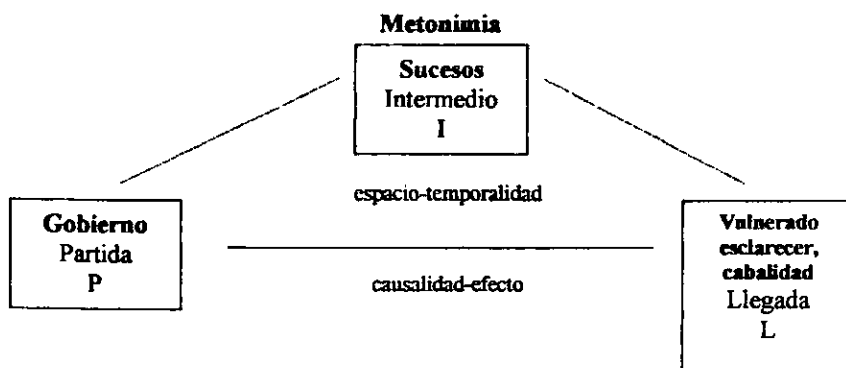 Metonimia
Sucesos
Intermedio
I
espacio-temporalidad
Gobierno
Partida
P
causalidad-efecto
Vulnerado
esclarecer,
cabalidad
Llegada
L